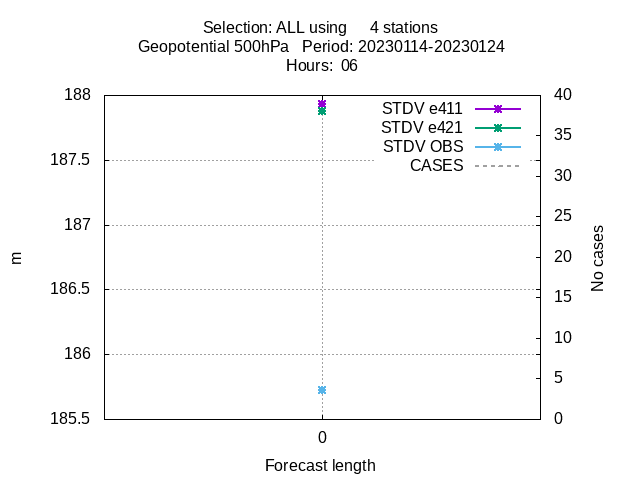 Selection: ALL using     4 stations
Geopotential 500hPa   Period: 20230114-20230124
Hours:  06
188
187.5
187
186.5
186
185.5
m
40
35
30
25
20
15
10
5
0
No cases
STDV e411
STDV e421
STDV OBS
CASES
0
Forecast length